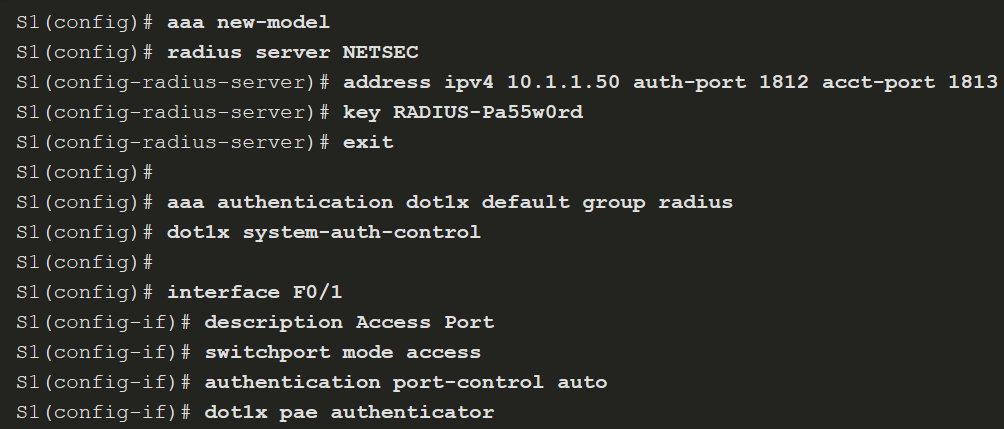 S1(config)# aaa new-model
S1(config)# radius server NETSEC
S1(config-radius-server)# address ipv4 10.1.1.50 auth-port 1812 acct-port 1813
S1(config-radius-server)# key RADIUS-Pa55w0rd
S1(config-radius-server)# exit
S1(config)#
S1(config)# aaa authentication dot1x default group radius
S1(config)# dot1x system-auth-control
S1(config)#
S1(config)# interface F0/1
S1(config-if)# description Access Port
S1(config-if)# switchport mode access
S1(config-if)# authentication port-control auto
S1(config-if)# dot1x pae authenticator